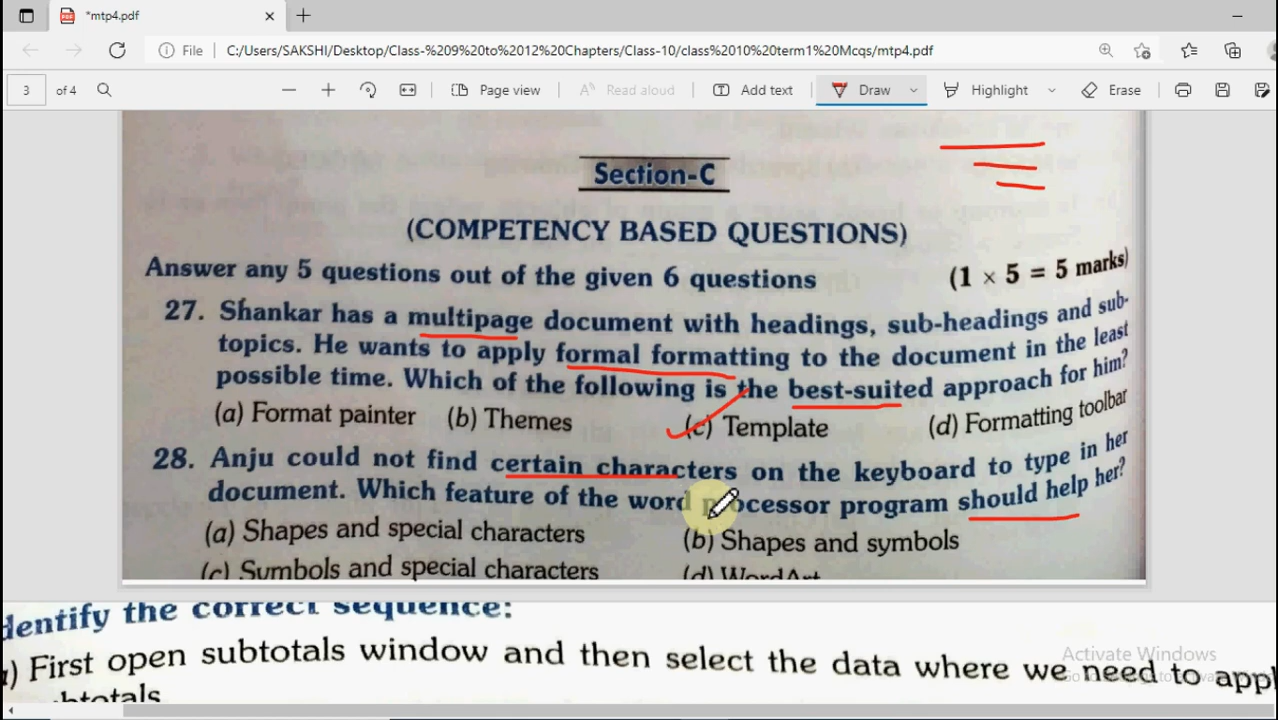 *mtp4.pdf
File C:/Users/SAKSHI/Desktop/Class-%209%20to%2012%20Chapters/Class-10/class%2010%20term1%20Mcqs/mtp4.pdf
3 of 4 Page view Read aloud Add text Draw Highlight Erase
Section-C
(COMPETENCY BASED QUESTIONS)
Answer any 5 questions out of the given 6 questions (1 × 5 = 5 marks)
27. Shankar has a multipage document with headings, sub-headings and sub-
topics. He wants to apply formal formatting to the document in the least
possible time. Which of the following is the best-suited approach for him?
(a) Format painter (b) Themes (c) Template (d) Formatting toolbar
28. Anju could not find certain characters on the keyboard to type in her
document. Which feature of the word processor program should help her?
(a) Shapes and special characters (b) Shapes and symbols
(c) Symbols and special characters (d) WordArt
dentify the correct sequence:
) First open subtotals window and then select the data where we need to appl
btotals
Activate Windows